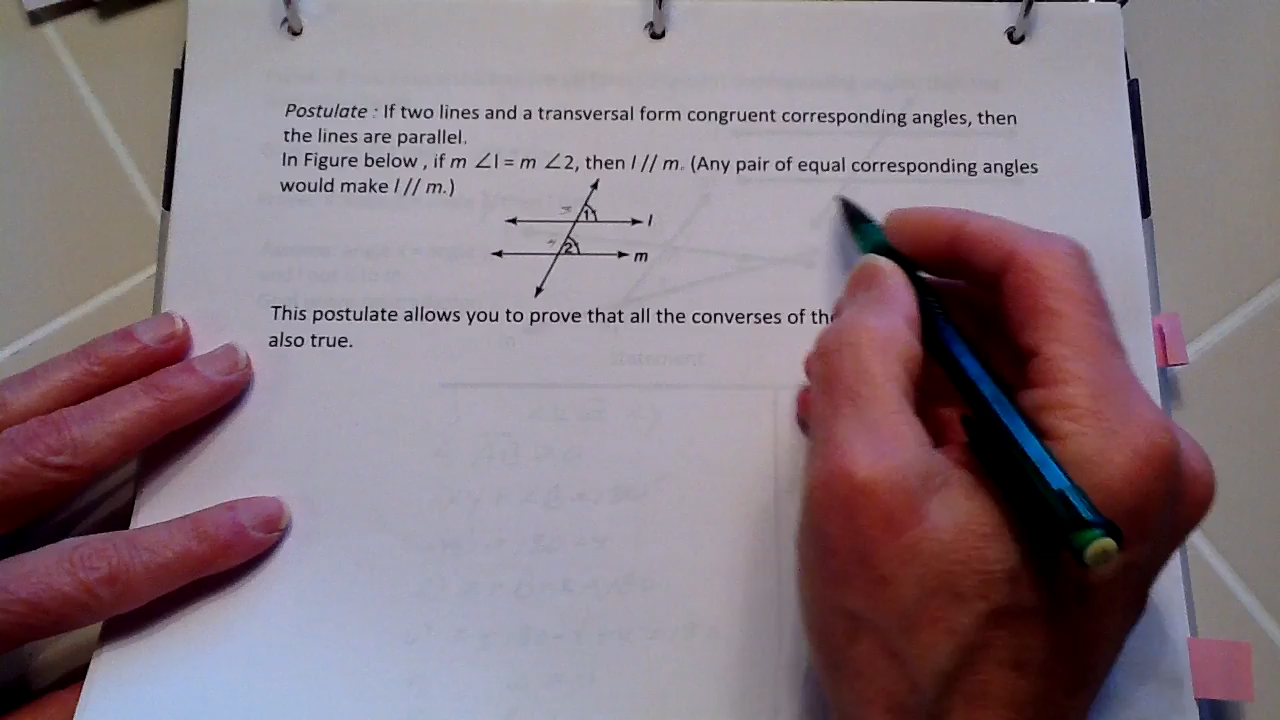 Postulate : If two lines and a transversal form congruent corresponding angles, then
the lines are parallel.
In Figure below , if m ∠1 = m ∠2, then l // m. (Any pair of equal corresponding angles
would make l // m.)
1
l
2
m
This postulate allows you to prove that all the converses of the
also true.
statement